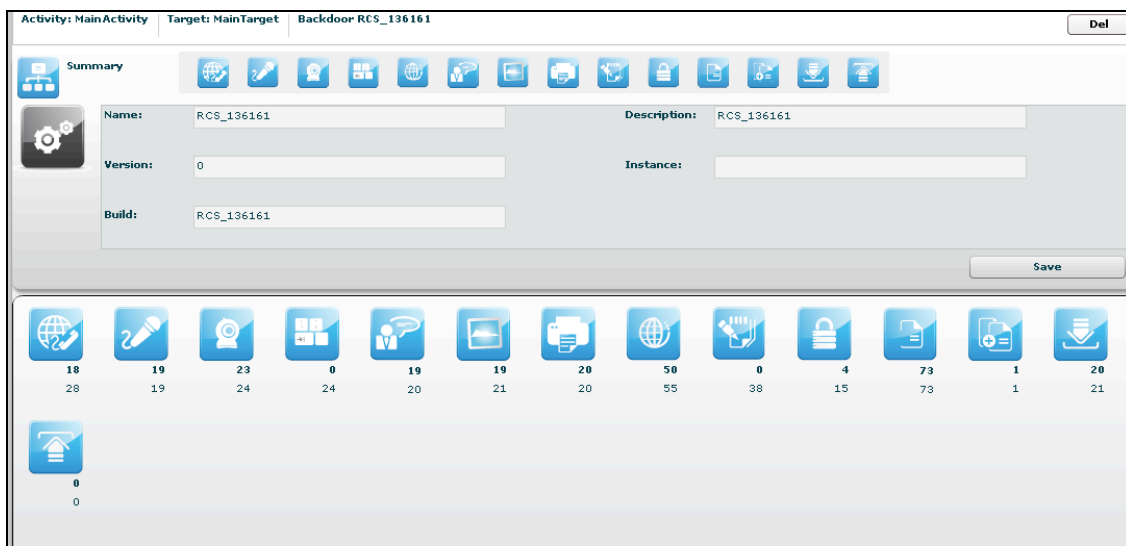 Activity: MainActivity Target: MainTarget Backdoor RCS_136161 Del
Summary
Name: RCS_136161 Description: RCS_136161
Version: 0 Instance:
Build: RCS_136161
Save
18 19 23 0 19 19 20 50 0 4 73 1 20
28 19 24 24 20 21 20 55 38 15 73 1 21
0
0